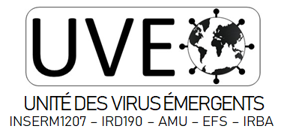 UVE
UNITÉ DES VIRUS ÉMERGENTS
INSERM1207 – IRD190 – AMU – EFS – IRBA